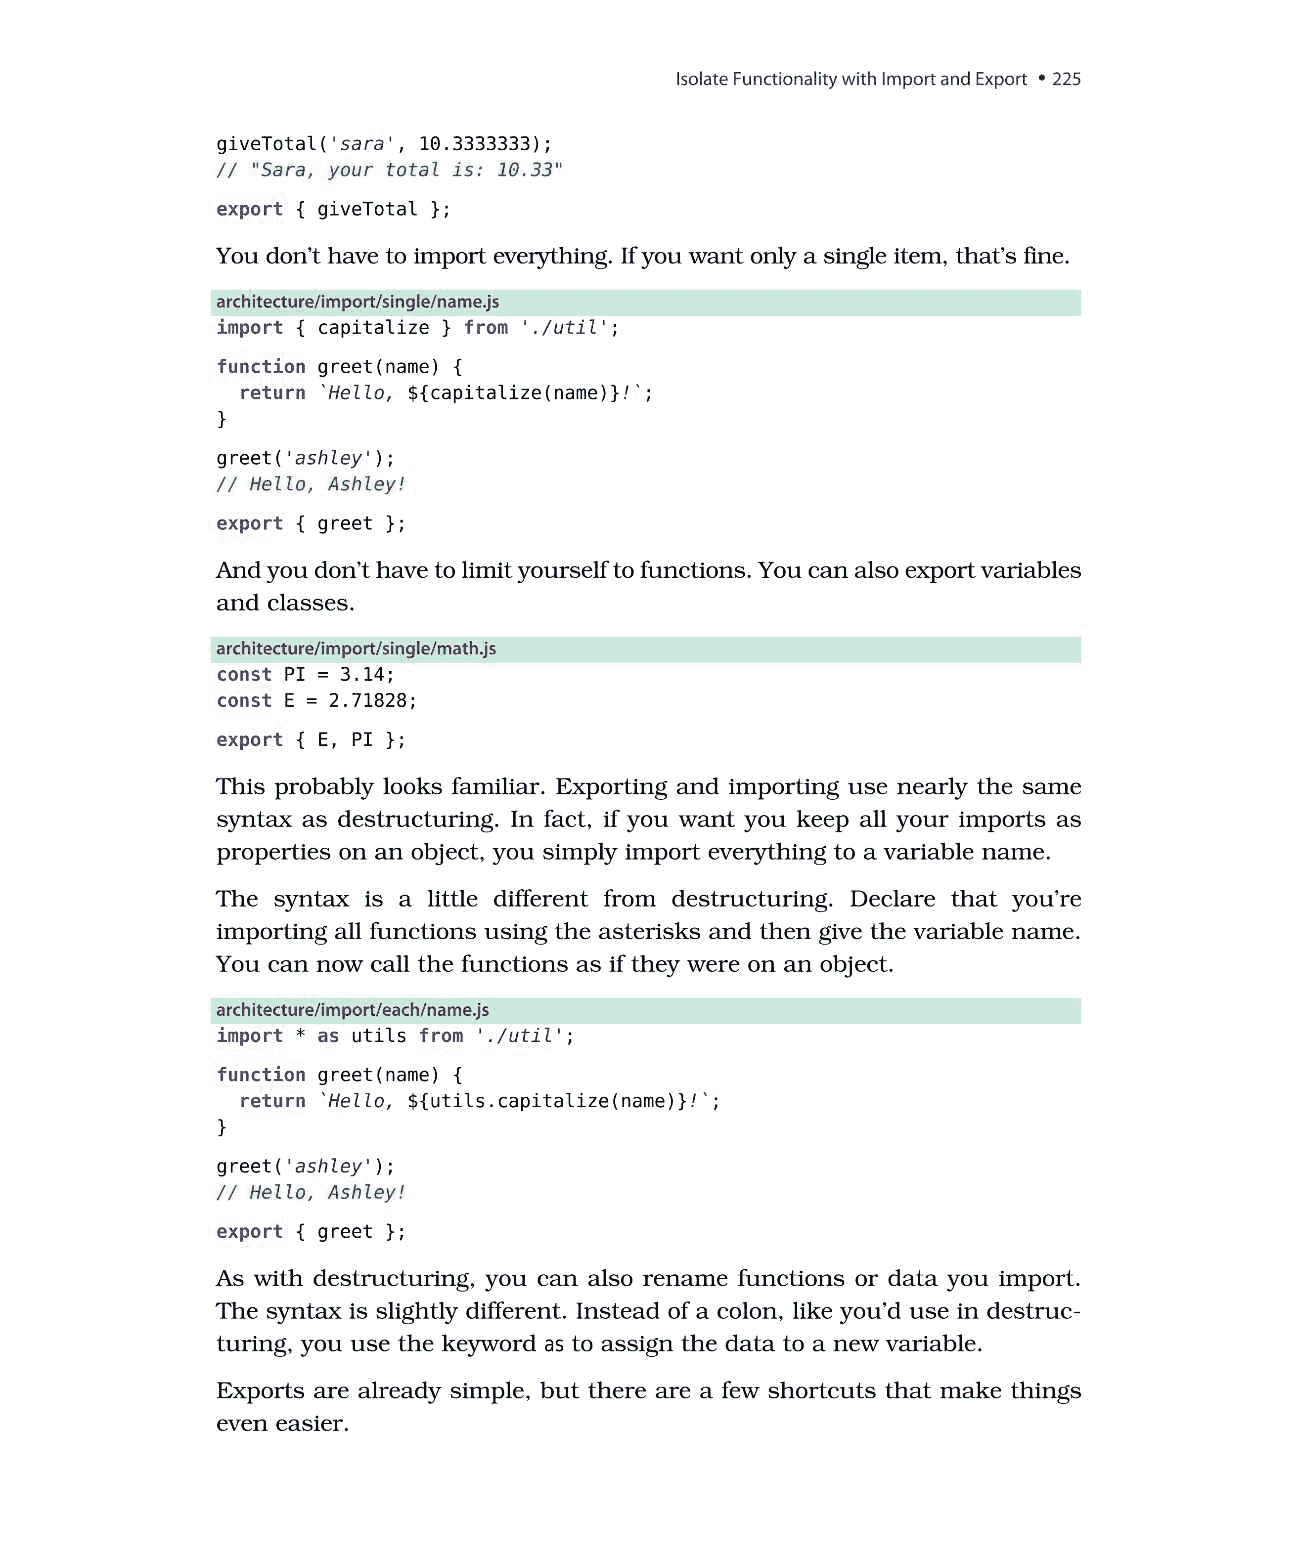 Isolate Functionality with Import and Export • 225
giveTotal('sara', 10.3333333);
// "Sara, your total is: 10.33"
export { giveTotal };
You don't have to import everything. If you want only a single item, that's fine.
architecture/import/single/name.js
import { capitalize } from './util';
function greet(name) {
  return `Hello, ${capitalize(name)}!`;
}
greet('ashley');
// Hello, Ashley!
export { greet };
And you don't have to limit yourself to functions. You can also export variables
and classes.
architecture/import/single/math.js
const PI = 3.14;
const E = 2.71828;
export { E, PI };
This probably looks familiar. Exporting and importing use nearly the same
syntax as destructuring. In fact, if you want you keep all your imports as
properties on an object, you simply import everything to a variable name.
The syntax is a little different from destructuring. Declare that you're
importing all functions using the asterisks and then give the variable name.
You can now call the functions as if they were on an object.
architecture/import/each/name.js
import * as utils from './util';
function greet(name) {
  return `Hello, ${utils.capitalize(name)}!`;
}
greet('ashley');
// Hello, Ashley!
export { greet };
As with destructuring, you can also rename functions or data you import.
The syntax is slightly different. Instead of a colon, like you'd use in destruc-
turing, you use the keyword as to assign the data to a new variable.
Exports are already simple, but there are a few shortcuts that make things
even easier.